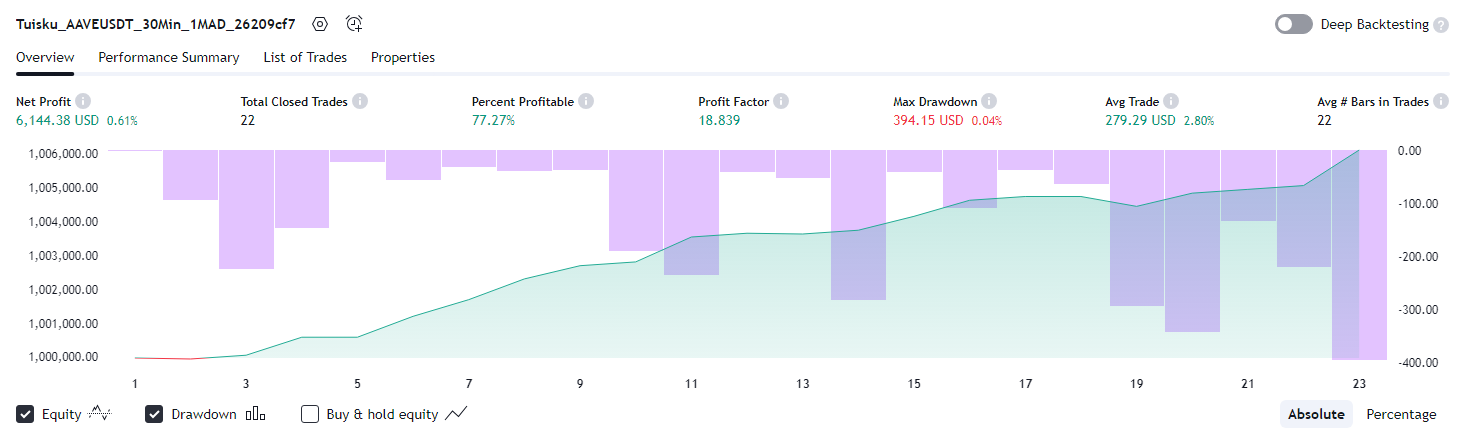 Tuisku_AAVEUSDT_30Min_1MAD_26209cf7 Deep Backtesting ?
Overview Performance Summary List of Trades Properties
Net Profit i Total Closed Trades i Percent Profitable i Profit Factor i Max Drawdown i Avg Trade i Avg # Bars in Trades i
6,144.38 USD 0.61% 22 77.27% 18.839 394.15 USD 0.04% 279.29 USD 2.80% 22
1,006,000.00 0.00
1,005,000.00 -100.00
1,004,000.00
1,003,000.00 -200.00
1,002,000.00 -300.00
1,001,000.00
1,000,000.00 -400.00
1 3 5 7 9 11 13 15 17 19 21 23
Equity Drawdown Buy & hold equity Absolute Percentage